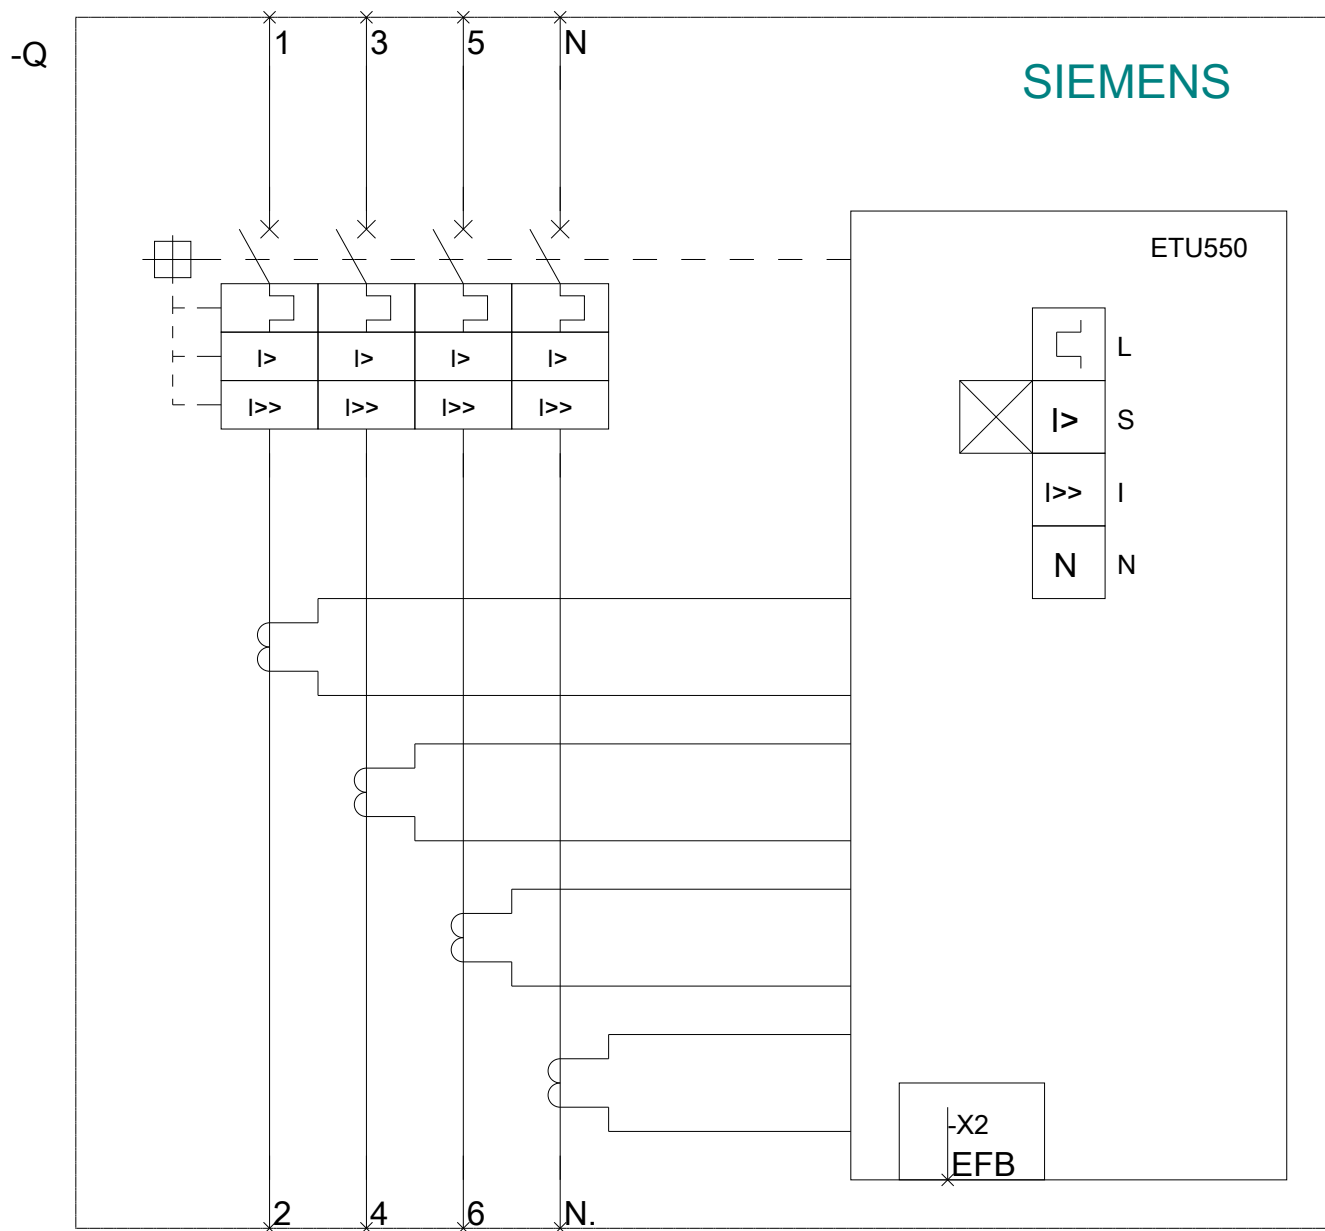 1 3 5 N
-Q
SIEMENS
ETU550
I> I> I> I>
I>> I>> I>> I>>
L
I> S
I>> I
N N
-X2
EFB
2 4 6 N.